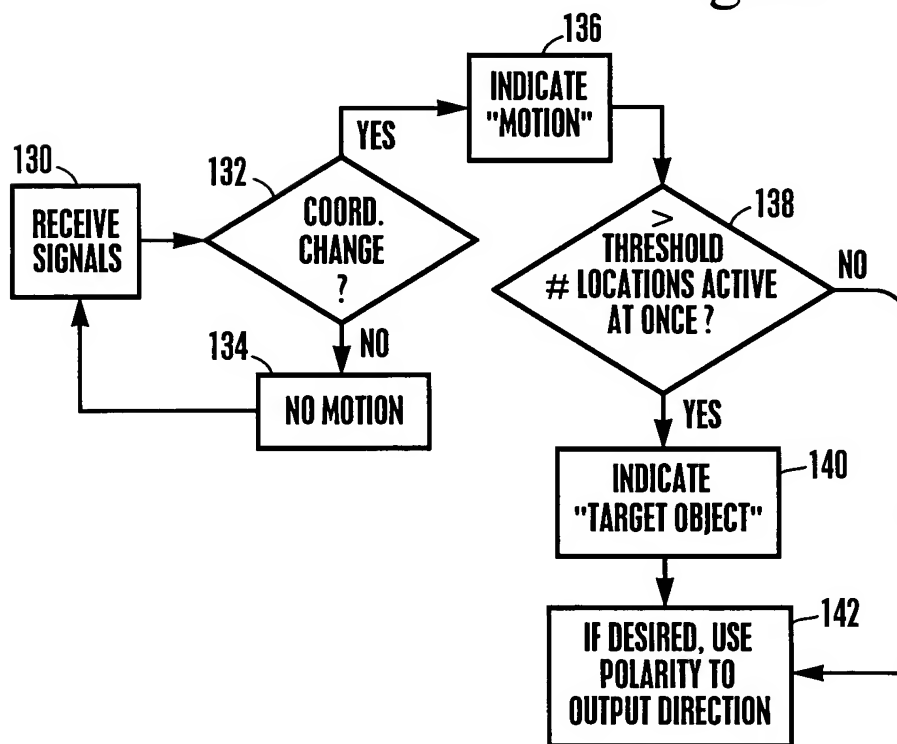 136
INDICATE
"MOTION"
YES
130
RECEIVE
SIGNALS
132
COORD.
CHANGE
?
NO
134
NO MOTION
138
>
THRESHOLD
# LOCATIONS ACTIVE
AT ONCE ?
NO
YES
140
INDICATE
"TARGET OBJECT"
142
IF DESIRED, USE
POLARITY TO
OUTPUT DIRECTION